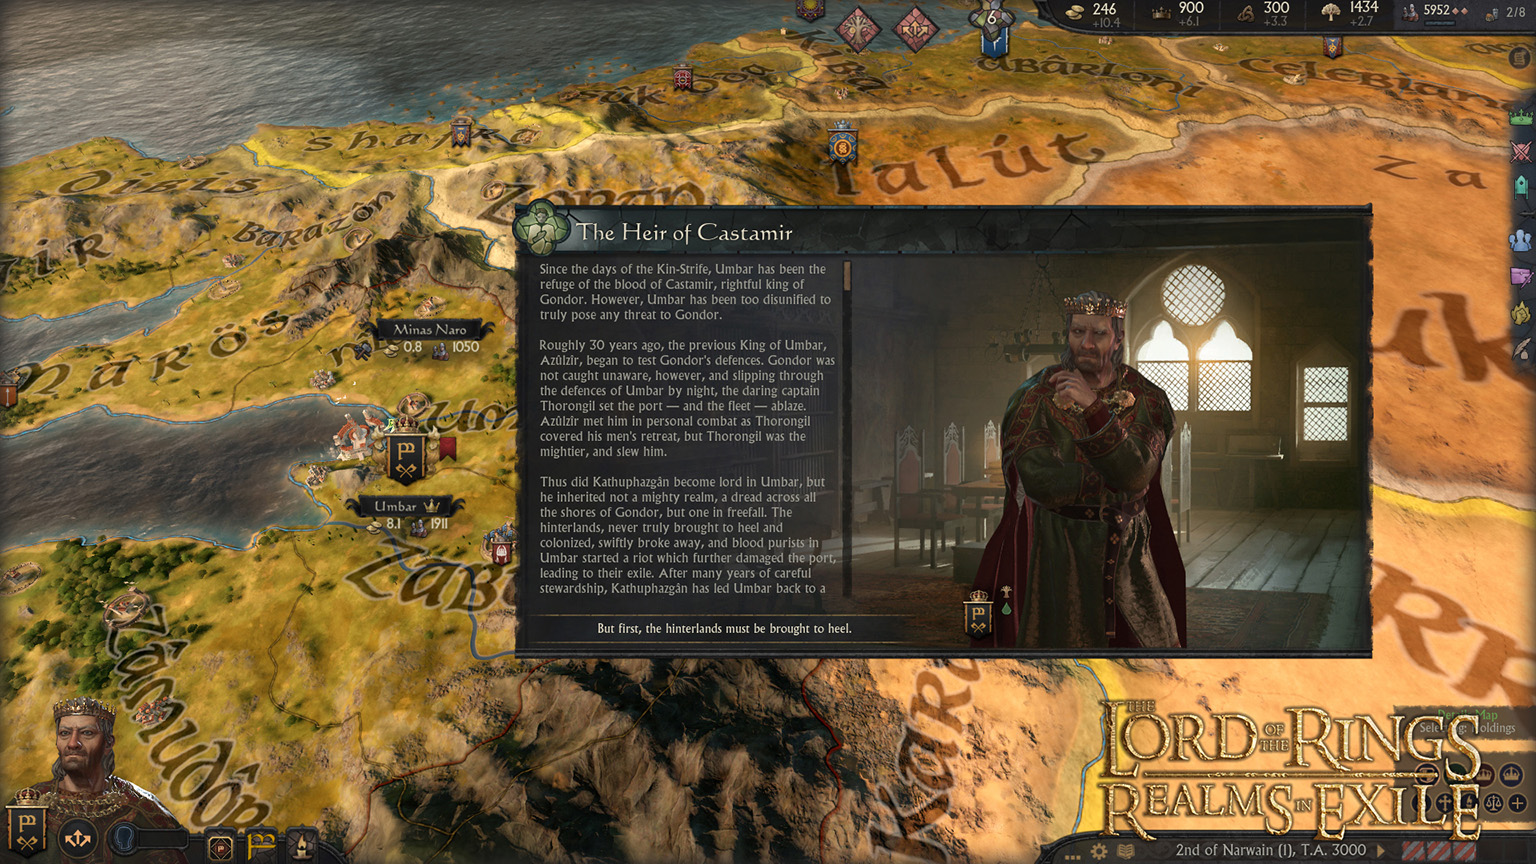 246
+10.4
900
+6.1
300
+3.3
1434
+2.7
5952
2/8
6
Celebian
Shafra
Ialút
Za
Barazôn
Minas Naro
0.8 1050
Umbar
8.1 1911
Zâmudôn
The Heir of Castamir
Since the days of the Kin-Strife, Umbar has been the
refuge of the blood of Castamir, rightful king of
Gondor. However, Umbar has been too disunified to
truly pose any threat to Gondor.
Roughly 30 years ago, the previous King of Umbar,
Azûlzîr, began to test Gondor's defences. Gondor was
not caught unaware, however, and slipping through
the defences of Umbar by night, the daring captain
Thorongil set the port — and the fleet — ablaze.
Azûlzîr met him in personal combat as Thorongil
covered his men's retreat, but Thorongil was the
mightier, and slew him.
Thus did Kathuphazgân become lord in Umbar, but
he inherited not a mighty realm, a dread across all
the shores of Gondor, but one in freefall. The
hinterlands, never truly brought to heel and
colonized, swiftly broke away, and blood purists in
Umbar started a riot which further damaged the port,
leading to their exile. After many years of careful
stewardship, Kathuphazgân has led Umbar back to a
But first, the hinterlands must be brought to heel.
THE
LORD OF THE RINGS
REALMS IN EXILE
2nd of Narwain (I), T.A. 3000